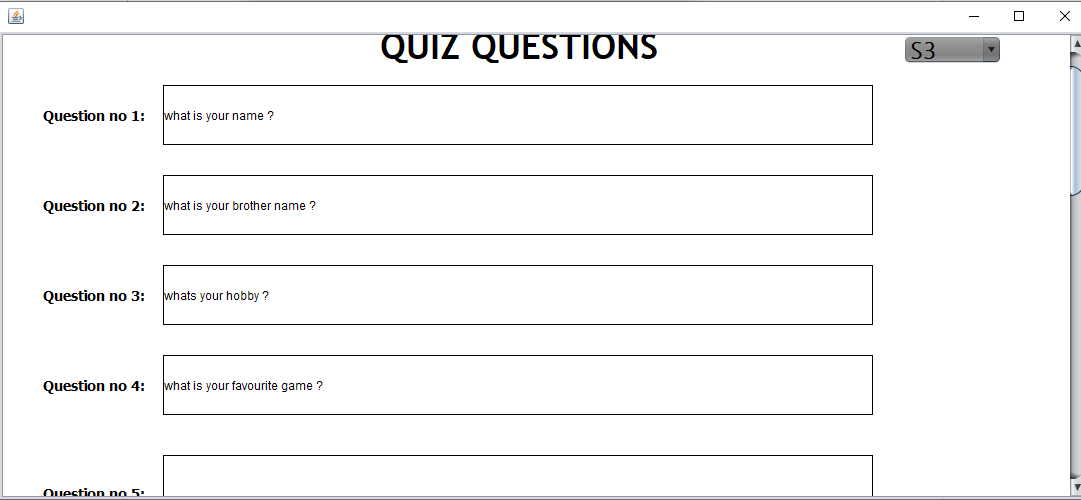 QUIZ QUESTIONS
S3
Question no 1:
what is your name ?
Question no 2:
what is your brother name ?
Question no 3:
whats your hobby ?
Question no 4:
what is your favourite game ?
Question no 5: